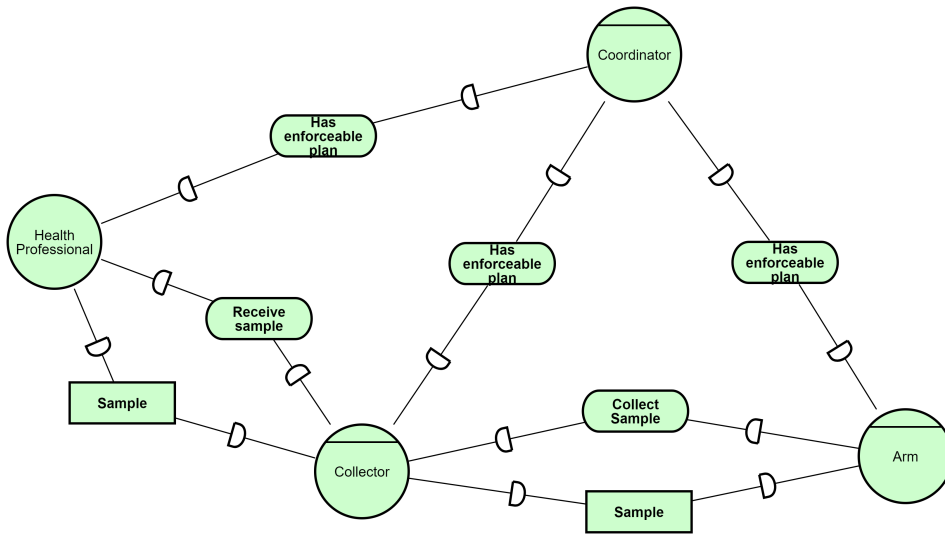 Coordinator
Has
enforceable
plan
Health
Professional
Has
enforceable
plan
Has
enforceable
plan
Receive
sample
Sample
Collect
Sample
Collector
Arm
Sample